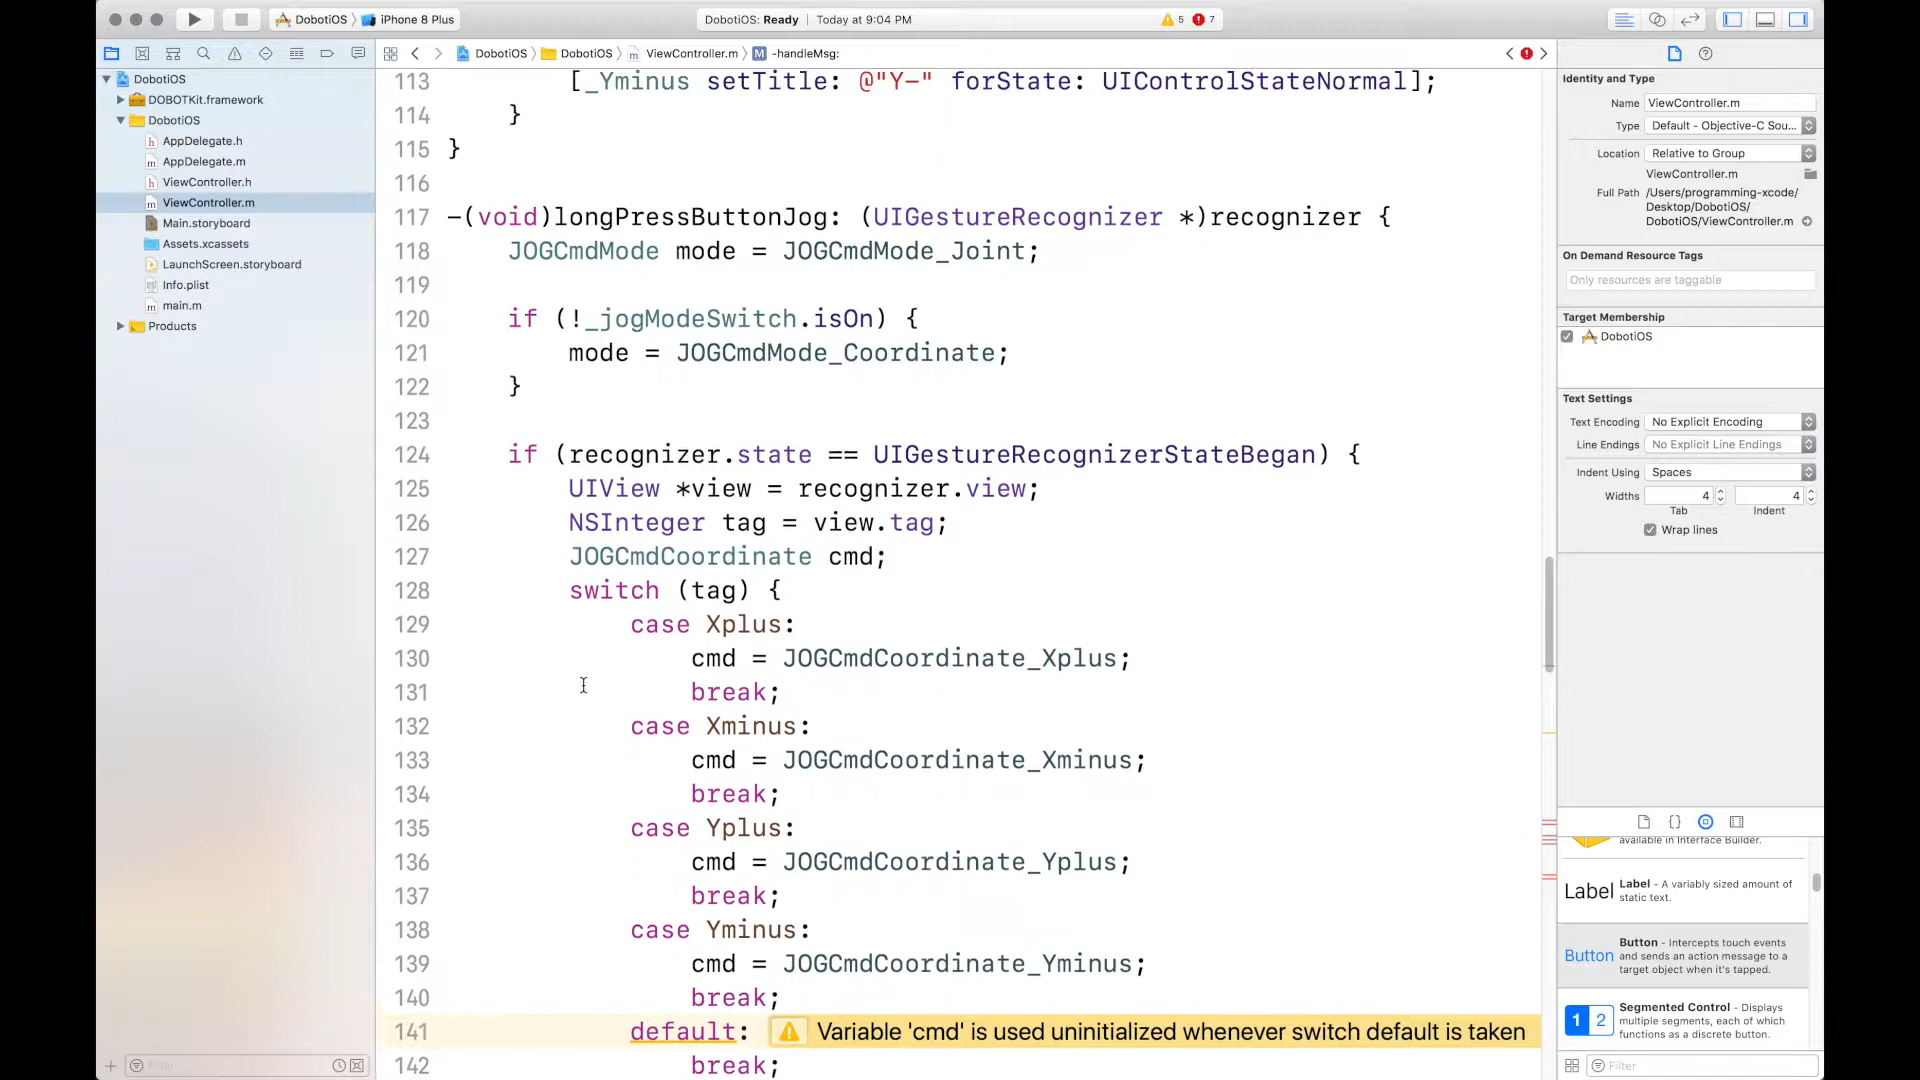 DobotiOS iPhone 8 Plus
DobotiOS: Ready | Today at 9:04 PM
5 7
DobotiOS DobotiOS ViewController.m M -handleMsg:
DobotiOS
DOBOTKit.framework
DobotiOS
h AppDelegate.h
m AppDelegate.m
h ViewController.h
m ViewController.m
Main.storyboard
Assets.xcassets
LaunchScreen.storyboard
Info.plist
m main.m
Products
Filter
113 [_Yminus setTitle: @"Y-" forState: UIControlStateNormal];
114 }
115 }
116
117 -(void)longPressButtonJog: (UIGestureRecognizer *)recognizer {
118 JOGCmdMode mode = JOGCmdMode_Joint;
119
120 if (!_jogModeSwitch.isOn) {
121 mode = JOGCmdMode_Coordinate;
122 }
123
124 if (recognizer.state == UIGestureRecognizerStateBegan) {
125 UIView *view = recognizer.view;
126 NSInteger tag = view.tag;
127 JOGCmdCoordinate cmd;
128 switch (tag) {
129 case Xplus:
130 cmd = JOGCmdCoordinate_Xplus;
131 break;
132 case Xminus:
133 cmd = JOGCmdCoordinate_Xminus;
134 break;
135 case Yplus:
136 cmd = JOGCmdCoordinate_Yplus;
137 break;
138 case Yminus:
139 cmd = JOGCmdCoordinate_Yminus;
140 break;
141 default: Variable 'cmd' is used uninitialized whenever switch default is taken
142 break;
Identity and Type
Name ViewController.m
Type Default - Objective-C Sou...
Location Relative to Group
ViewController.m
Full Path /Users/programming-xcode/
Desktop/DobotiOS/
DobotiOS/ViewController.m
On Demand Resource Tags
Only resources are taggable
Target Membership
DobotiOS
Text Settings
Text Encoding No Explicit Encoding
Line Endings No Explicit Line Endings
Indent Using Spaces
Widths 4 4
Tab Indent
Wrap lines
available in Interface Builder.
Label Label - A variably sized amount of
static text.
Button Button - Intercepts touch events
and sends an action message to a
target object when it's tapped.
1 2 Segmented Control - Displays
multiple segments, each of which
functions as a discrete button.
Filter